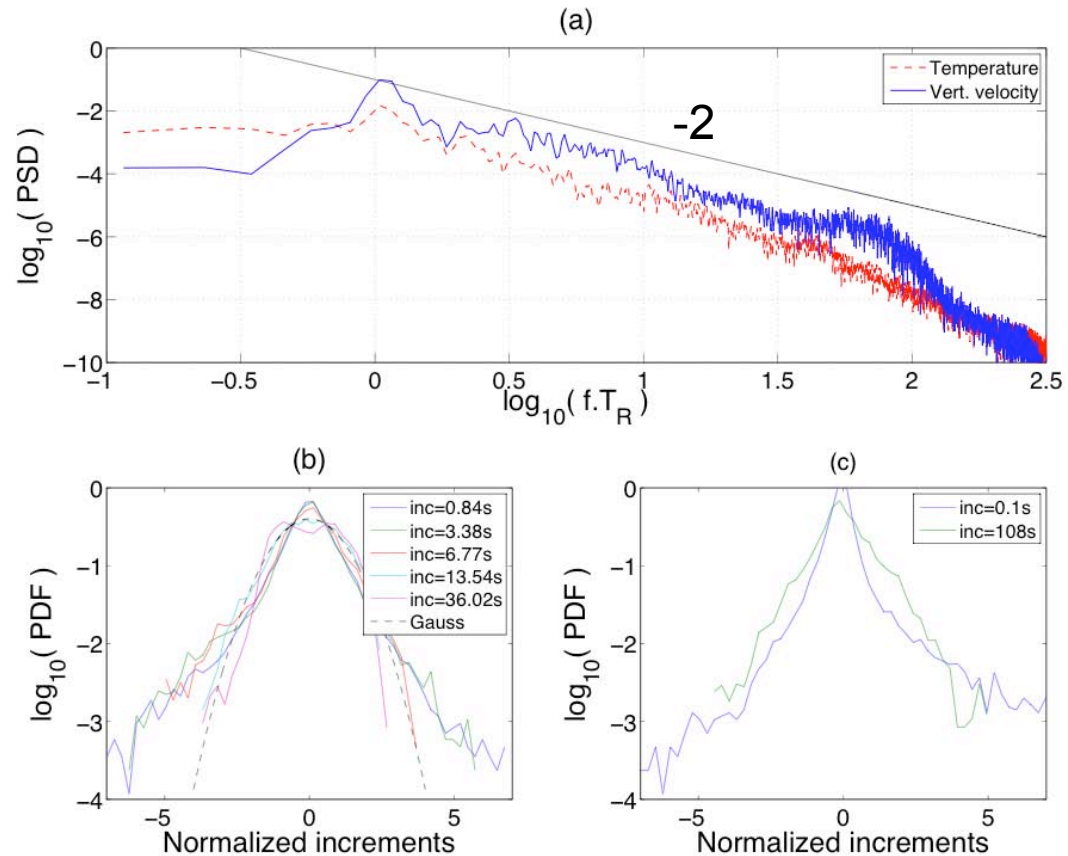 (a)
0
−2
−4
−6
−8
−10
log10( PSD )
Temperature
Vert. velocity
-2
−1
−0.5
0
0.5
1
1.5
2
2.5
log10( f.TR )
(b)
0
−1
−2
−3
−4
log10( PDF )
inc=0.84s
inc=3.38s
inc=6.77s
inc=13.54s
inc=36.02s
Gauss
−5
0
5
Normalized increments
(c)
0
−1
−2
−3
−4
log10( PDF )
inc=0.1s
inc=108s
−5
0
5
Normalized increments